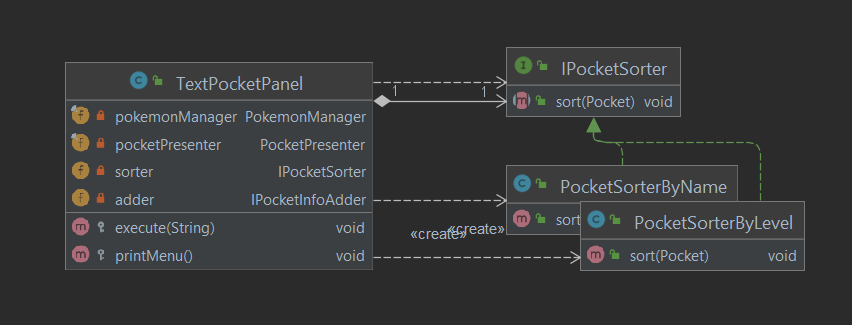 TextPocketPanel
pokemonManager PokemonManager
pocketPresenter PocketPresenter
sorter IPocketSorter
adder IPocketInfoAdder
execute(String) void
printMenu() void
1
1
IPocketSorter
sort(Pocket) void
PocketSorterByName
«create»
«create»
PocketSorterByLevel
sort(Pocket) void